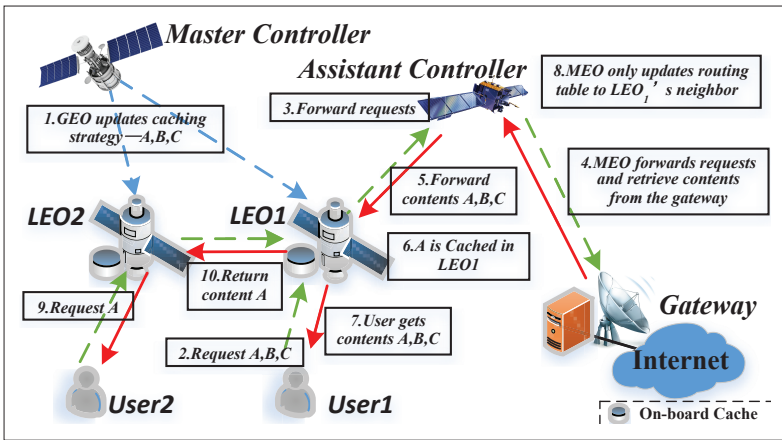 Master Controller
Assistant Controller
1.GEO updates caching
strategy—A,B,C
3.Forward requests
8.MEO only updates routing
table to LEO1's neighbor
4.MEO forwards requests
and retrieve contents
from the gateway
5.Forward
contents A,B,C
LEO2
LEO1
6.A is Cached in
LEO1
10.Return
content A
9.Request A
7.User gets
contents A,B,C
2.Request A,B,C
Gateway
Internet
User2
User1
On-board Cache